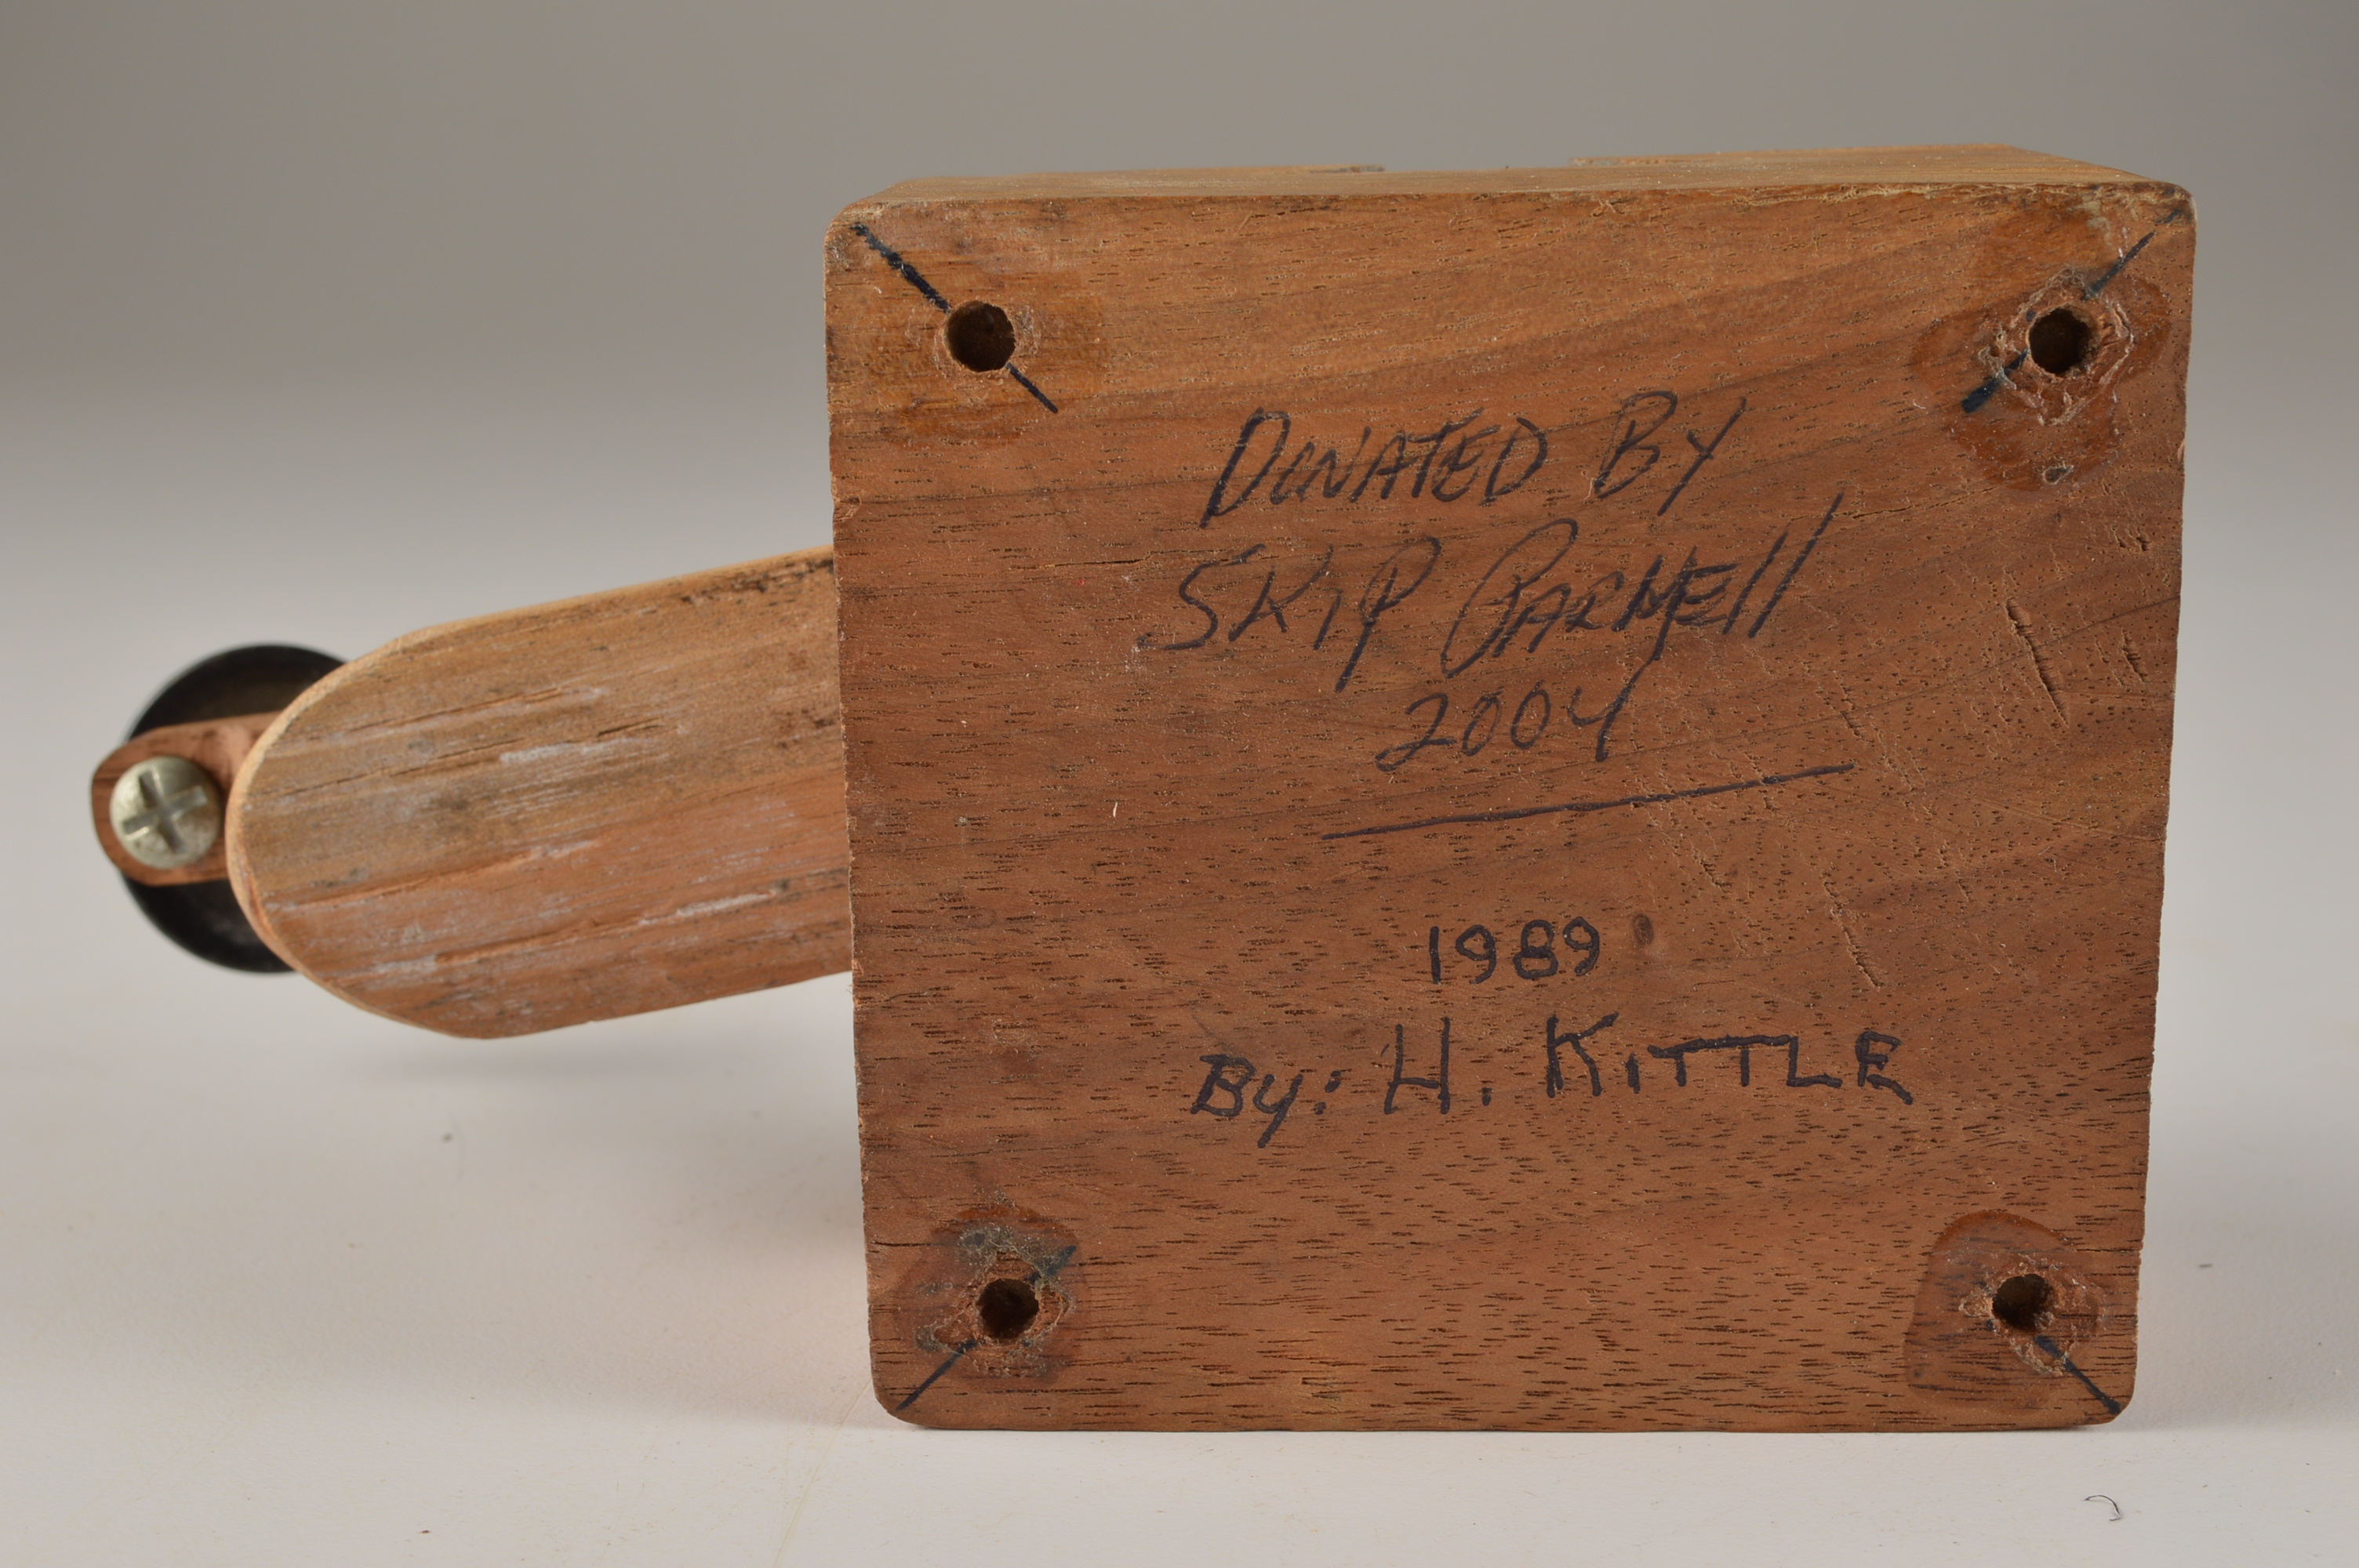 DONATED BY
SKIP PARNELL
2004
1989
By: H. KITTLE